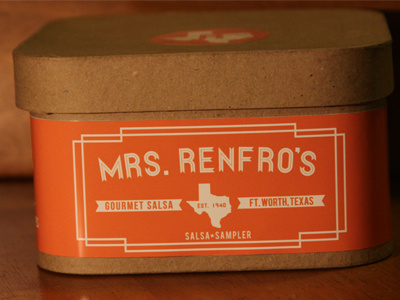 MRS. RENFRO'S
GOURMET SALSA
EST. 1940
FT. WORTH, TEXAS
SALSA SAMPLER